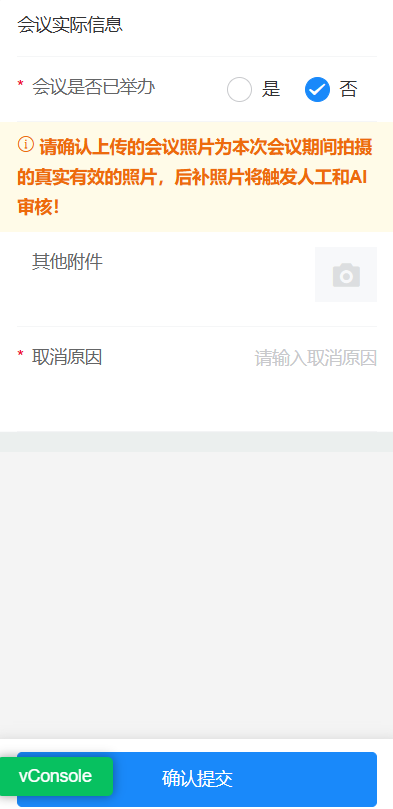 会议实际信息
* 会议是否已举办 是 否
请确认上传的会议照片为本次会议期间拍摄
的真实有效的照片，后补照片将触发人工和AI
审核！
其他附件
* 取消原因 请输入取消原因
vConsole 确认提交